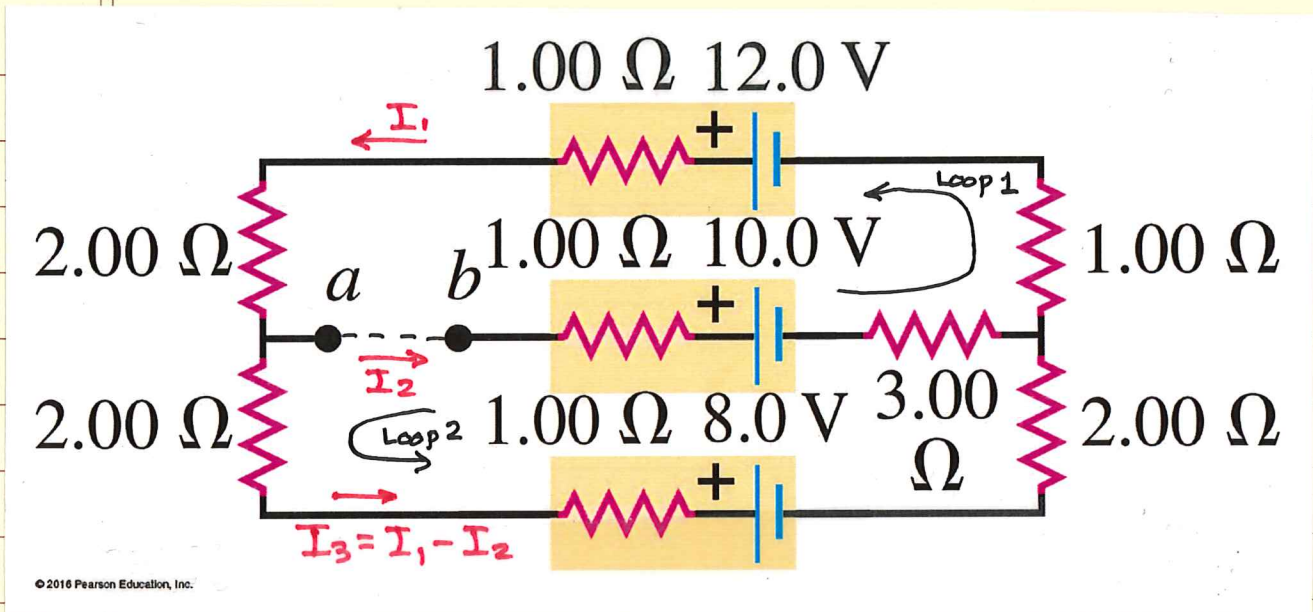 1.00 Ω 12.0 V
I₁
+
Loop 1
2.00 Ω
a
b
1.00 Ω 10.0 V
1.00 Ω
+
I₂
2.00 Ω
Loop 2
1.00 Ω 8.0 V
3.00
Ω
2.00 Ω
+
I₃ = I₁ - I₂
© 2016 Pearson Education, Inc.